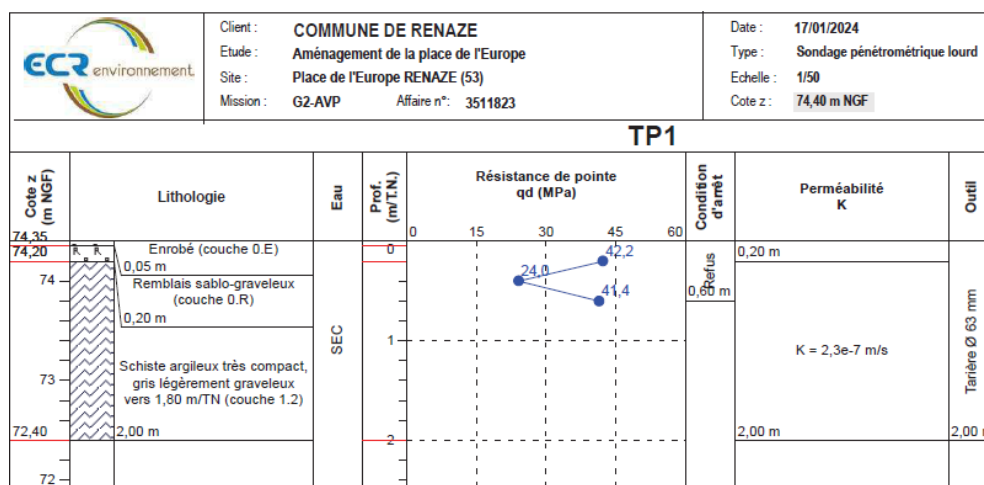 ECR environnement
Client : COMMUNE DE RENAZE
Etude : Aménagement de la place de l'Europe
Site : Place de l'Europe RENAZE (53)
Mission : G2-AVP Affaire n°: 3511823
Date : 17/01/2024
Type : Sondage pénétrométrique lourd
Echelle : 1/50
Cote z : 74,40 m NGF
TP1
Cote z (m NGF)
Lithologie
Eau
Prof. (m/T.N.)
Résistance de pointe
qd (MPa)
0 15 30 45 60
Condition d'arrêt
Perméabilité
K
Outil
74,35
74,20
74
73
72,40
72
R R
Enrobé (couche 0.E)
0,05 m
Remblais sablo-graveleux
(couche 0.R)
0,20 m
Schiste argileux très compact,
gris légèrement graveleux
vers 1,80 m/TN (couche 1.2)
2,00 m
SEC
0
1
2
42,2
24,0
41,4
Refus
0,60 m
0,20 m
K = 2,3e-7 m/s
2,00 m
Tarière Ø 63 mm
2,00